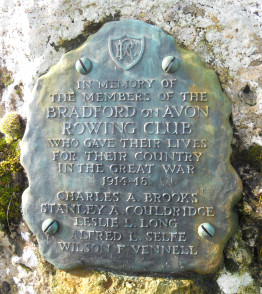 IN MEMORY OF
THE MEMBERS OF THE
BRADFORD on AVON
ROWING CLUB
WHO GAVE THEIR LIVES
FOR THEIR COUNTRY
IN THE GREAT WAR
1914-18
CHARLES A. BROOKS
STANLEY A. COULDRIDGE
LESLIE L. LONG
ALFRED L. SELFE
WILSON F. VENNELL